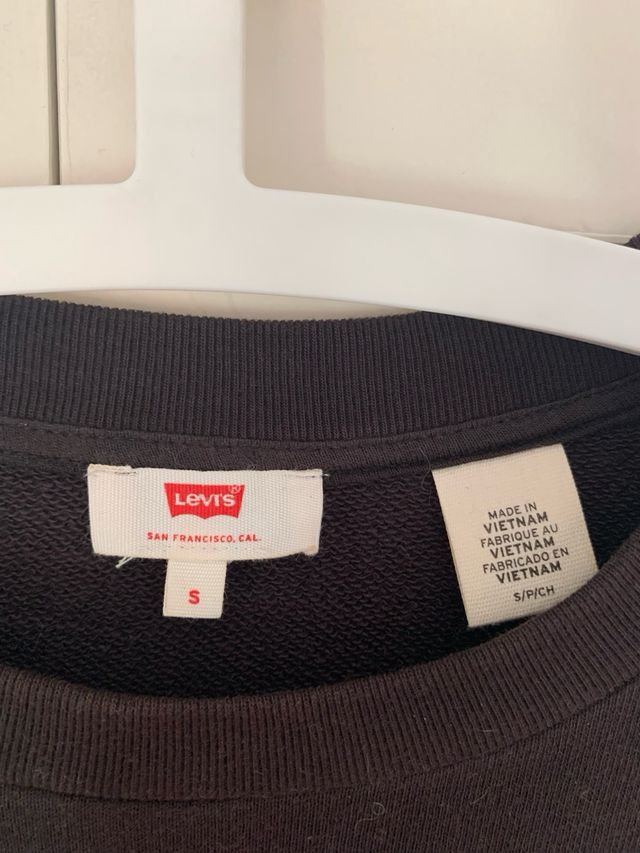 Levi's®
SAN FRANCISCO, CAL.
S
MADE IN
VIETNAM
FABRIQUE AU
VIETNAM
FABRICADO EN
VIETNAM
S/P/CH